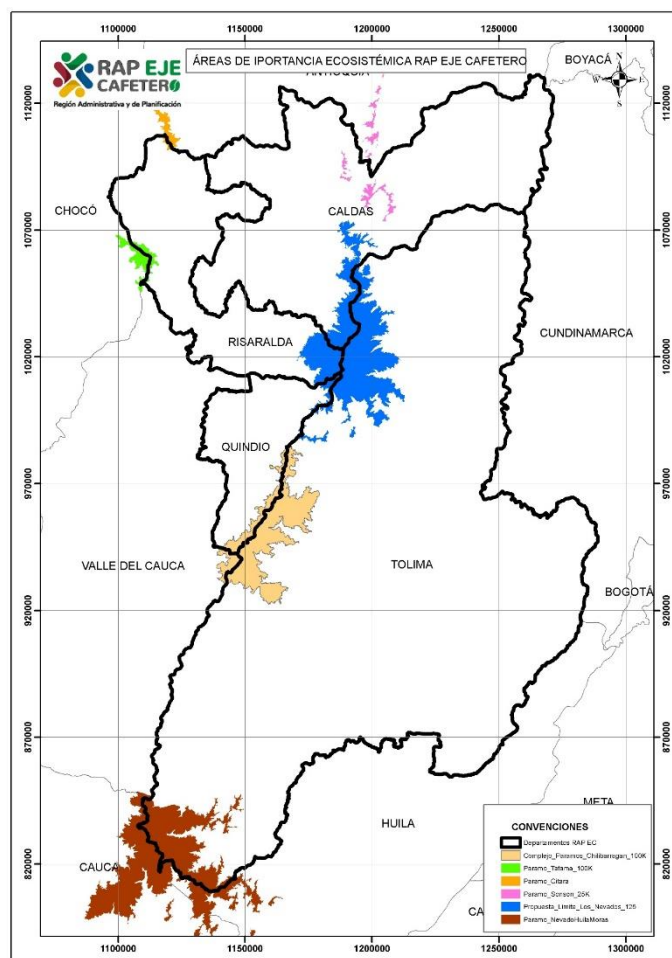 1100000 1150000 1200000 1250000 1300000
RAP EJE
CAFETERO
Región Administrativa y de Planificación
ÁREAS DE IPORTANCIA ECOSISTÉMICA RAP EJE CAFETERO
ANTIOQUIA
BOYACÁ
N
W E
S
1120000 1120000
CHOCÓ
CALDAS
1070000 1070000
RISARALDA
CUNDINAMARCA
1020000 1020000
QUINDIO
970000 970000
VALLE DEL CAUCA
TOLIMA
BOGOTÁ
920000 920000
870000 870000
META
HUILA
CAUCA
820000 820000
CONVENCIONES
Departamentos RAP EC
Complejo_Paramos_Chilibarragan_100K
Paramo_Tatama_100K
Paramo_Citara
Paramo_Sonson_25K
Propuesta_Limite_Los_Nevados_125
Paramo_NevadoHuilaMoras
1100000 1150000 1200000 1250000 1300000